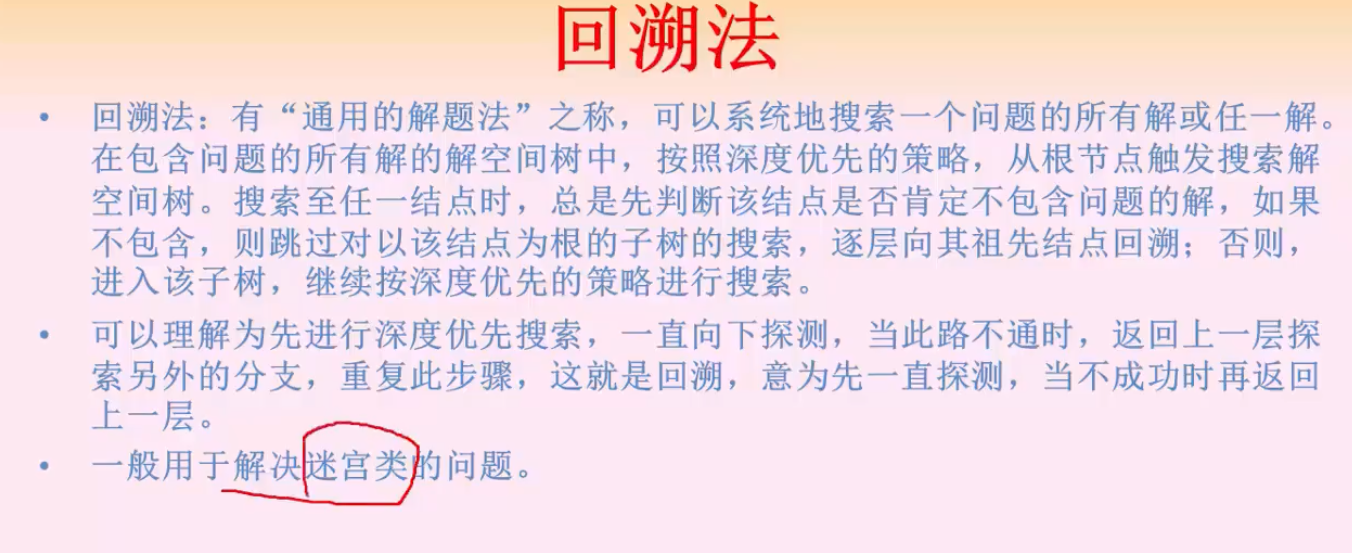 回溯法
• 回溯法：有“通用的解题法”之称，可以系统地搜索一个问题的所有解或任一解。
在包含问题的所有解的解空间树中，按照深度优先的策略，从根节点触发搜索解
空间树。搜索至任一结点时，总是先判断该结点是否肯定不包含问题的解，如果
不包含，则跳过对以该结点为根的子树的搜索，逐层向其祖先结点回溯；否则，
进入该子树，继续按深度优先的策略进行搜索。
• 可以理解为先进行深度优先搜索，一直向下探测，当此路不通时，返回上一层探
索另外的分支，重复此步骤，这就是回溯，意为先一直探测，当不成功时再返回
上一层。
• 一般用于解决迷宫类的问题。